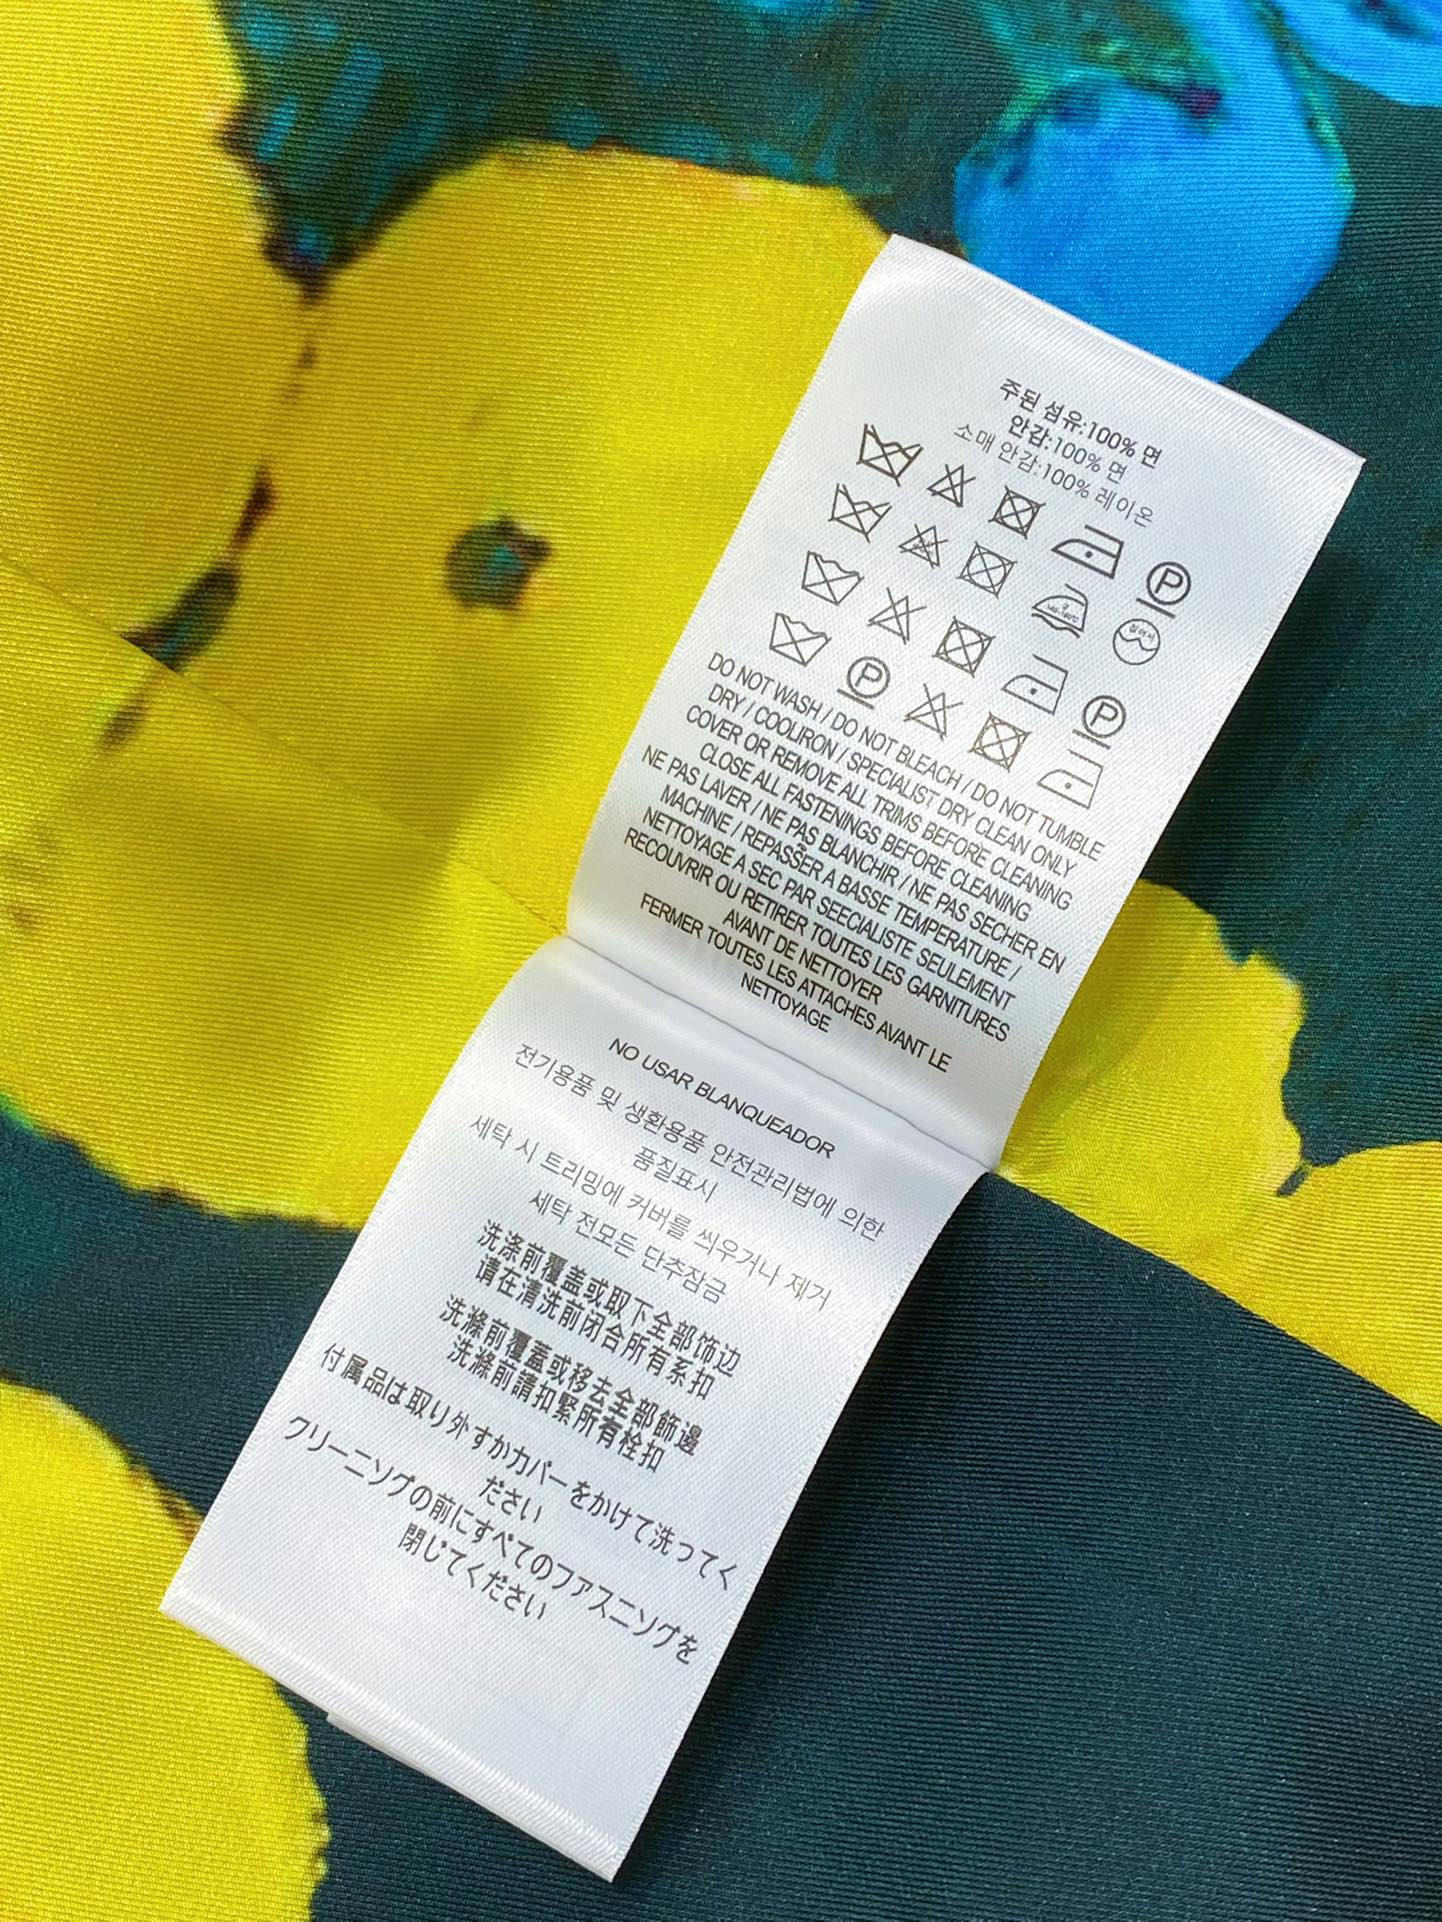 주된 섬유:100% 면
안감:100% 면
소매 안감:100% 레이온
P
잡아서
P
P
DO NOT WASH / DO NOT BLEACH / DO NOT TUMBLE
DRY / COOLIRON / SPECIALIST DRY CLEAN ONLY
COVER OR REMOVE ALL TRIMS BEFORE CLEANING
CLOSE ALL FASTENINGS BEFORE CLEANING
NE PAS LAVER / NE PAS BLANCHIR / NE PAS SECHER EN
MACHINE / REPASSER A BASSE TEMPERATURE /
NETTOYAGE A SEC PAR SEECIALISTE SEULEMENT
RECOUVRIR OU RETIRER TOUTES LES GARNITURES
AVANT DE NETTOYER
FERMER TOUTES LES ATTACHES AVANT LE
NETTOYAGE
NO USAR BLANQUEADOR
전기용품 및 생활용품 안전관리법에 의한
품질표시
세탁 시 트리밍에 커버를 씌우거나 제거
세탁 전모든 단추잠금
洗涤前覆盖或取下全部饰边
请在清洗前闭合所有系扣
洗滌前覆蓋或移去全部飾邊
洗滌前請扣緊所有栓扣
付属品は取り外すかカバーをかけて洗ってく
ださい
クリーニングの前にすべてのファスニングを
閉じてください